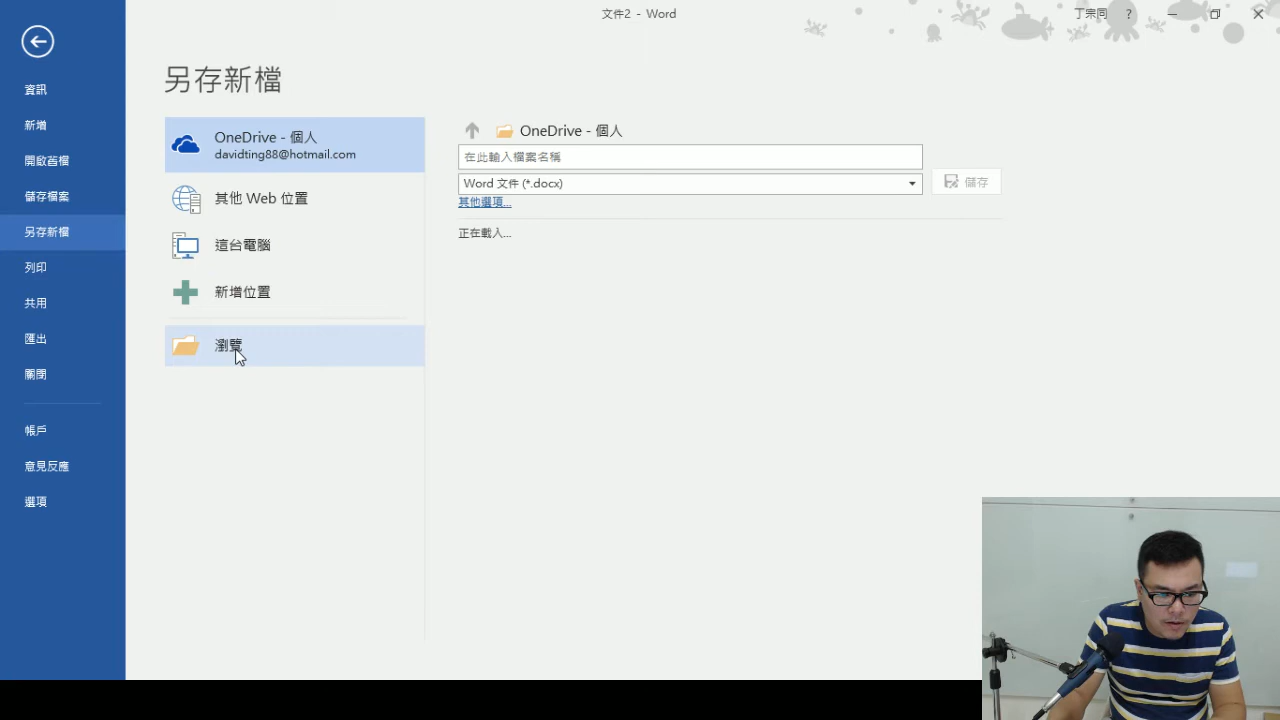 文件2 - Word
丁宗同
?
資訊
新增
開啟舊檔
儲存檔案
另存新檔
列印
共用
匯出
關閉
帳戶
意見反應
選項
另存新檔
OneDrive - 個人
davidting88@hotmail.com
其他 Web 位置
這台電腦
新增位置
瀏覽
OneDrive - 個人
在此輸入檔案名稱
Word 文件 (*.docx)
儲存
其他選項...
正在載入...